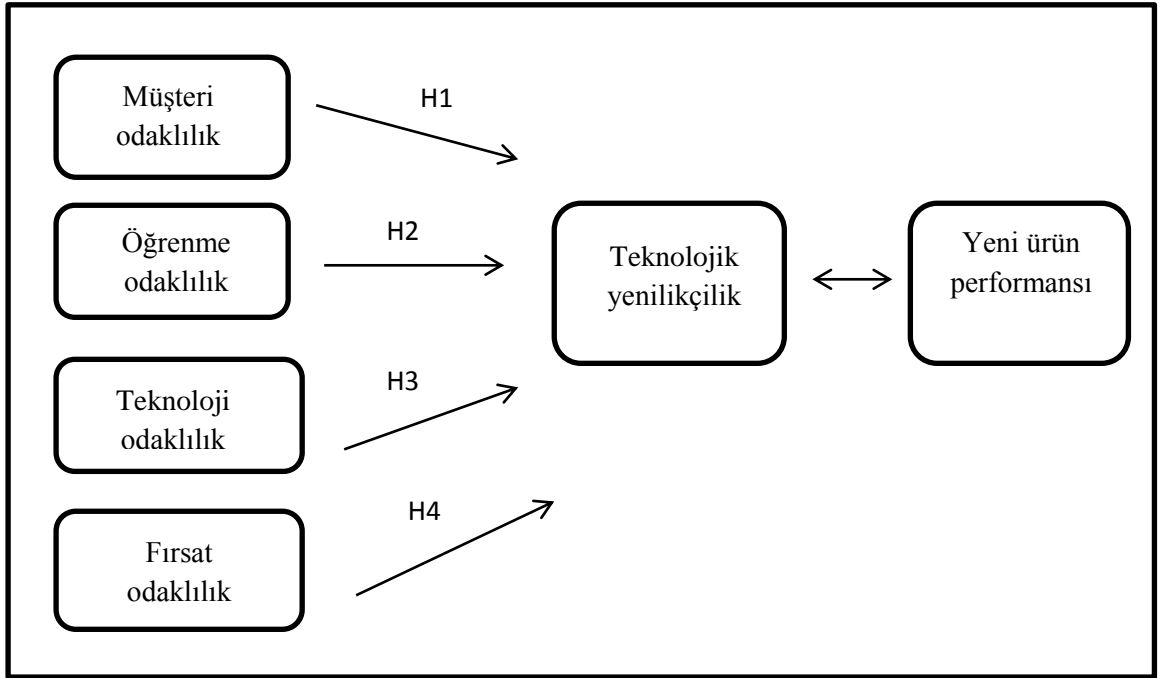 Müşteri
odaklılık
H1
Öğrenme
odaklılık
H2
Teknoloji
odaklılık
H3
Fırsat
odaklılık
H4
Teknolojik
yenilikçilik
Yeni ürün
performansı